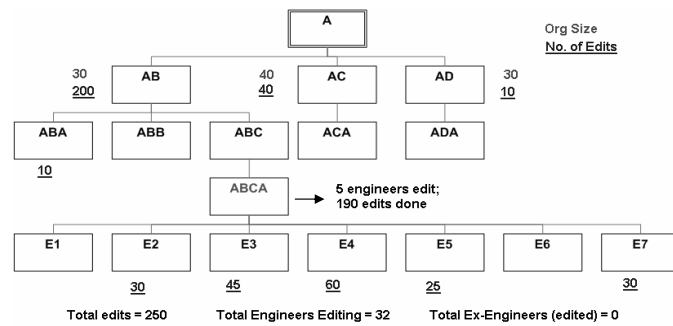 A
Org Size
No. of Edits
30
200
AB
40
40
AC
AD
30
10
ABA
ABB
ABC
ACA
ADA
10
ABCA
5 engineers edit;
190 edits done
E1
E2
E3
E4
E5
E6
E7
30
45
60
25
30
Total edits = 250
Total Engineers Editing = 32
Total Ex-Engineers (edited) = 0